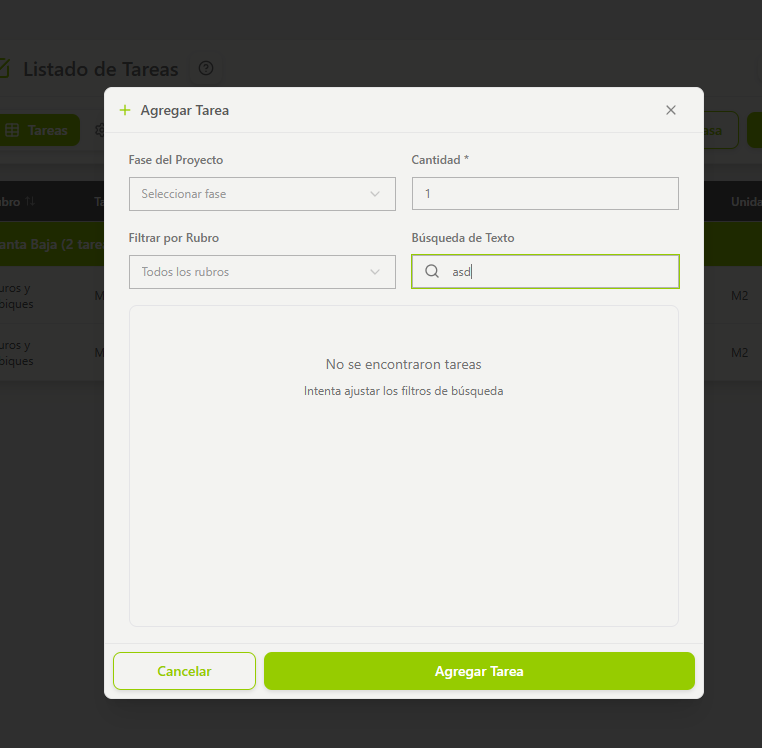 Listado de Tareas
Agregar Tarea
Tareas
Fase del Proyecto
Cantidad *
Seleccionar fase
1
Filtrar por Rubro
Búsqueda de Texto
Todos los rubros
asd
Unida
anta Baja (2 tare
uros y
biques
M
M2
No se encontraron tareas
Intenta ajustar los filtros de búsqueda
uros y
biques
M
M2
Cancelar
Agregar Tarea